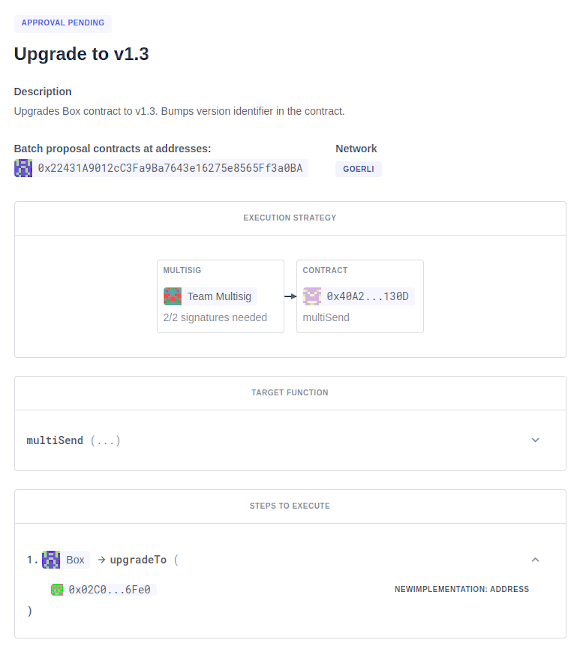 APPROVAL PENDING
Upgrade to v1.3
Description
Upgrades Box contract to v1.3. Bumps version identifier in the contract.
Batch proposal contracts at addresses:
0x22431A9012cC3Fa9Ba7643e16275e8565Ff3a0BA
Network
GOERLI
EXECUTION STRATEGY
MULTISIG
Team Multisig
2/2 signatures needed
CONTRACT
0x40A2...130D
multiSend
TARGET FUNCTION
multiSend (...)
STEPS TO EXECUTE
1. Box → upgradeTo (
0x02C0...6Fe0 NEWIMPLEMENTATION: ADDRESS
)